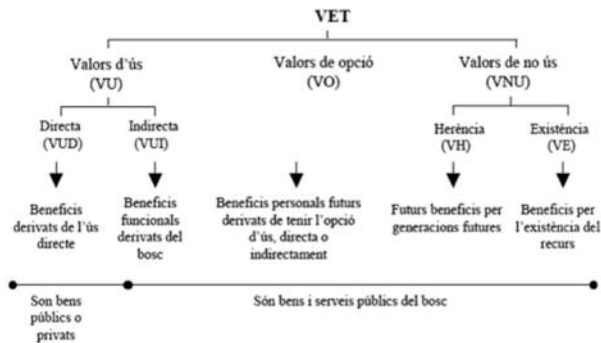 VET
Valors d'ús
(VU)
Valors de opció
(VO)
Valors de no ús
(VNU)
Directa
(VUD)
Indirecta
(VUI)
Herència
(VH)
Existència
(VE)
Beneficis
derivats de l'ús
directe
Beneficis
funcionals
derivats del
bosc
Beneficis personals futurs
derivats de tenir l'opció
d'ús, directa o
indirectament
Futurs beneficis per
generacions futures
Beneficis per
l'existència del
recurs
Son bens
públics o
privats
Són bens i serveis públics del bosc